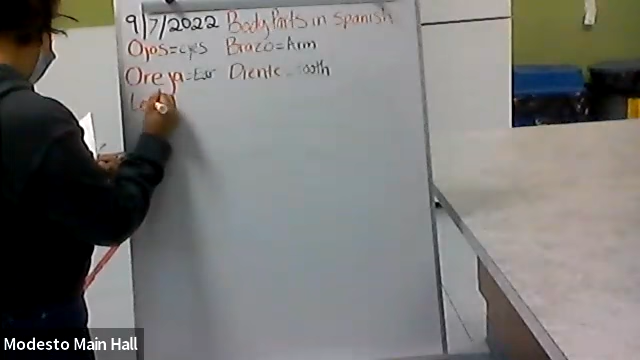 9/7/2022 Body Parts in Spanish
Ojos=eyes Brazo=Arm
Oreja=Ear Diente=Tooth
Modesto Main Hall